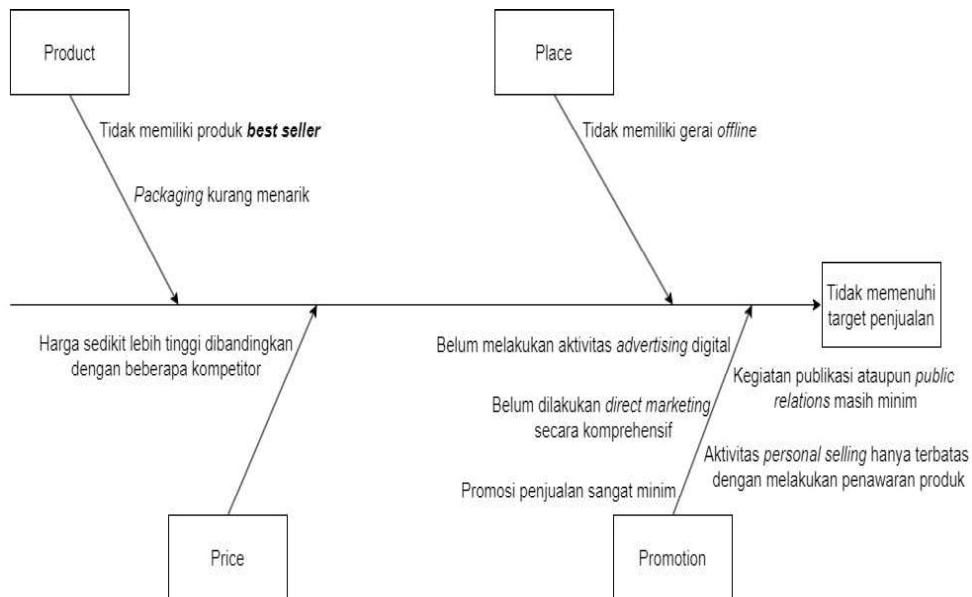 Product
Place
Tidak memiliki produk best seller
Tidak memiliki gerai offline
Packaging kurang menarik
Tidak memenuhi
target penjualan
Harga sedikit lebih tinggi dibandingkan
dengan beberapa kompetitor
Belum melakukan aktivitas advertising digital
Kegiatan publikasi ataupun public
relations masih minim
Belum dilakukan direct marketing
secara komprehensif
Aktivitas personal selling hanya terbatas
dengan melakukan penawaran produk
Promosi penjualan sangat minim
Price
Promotion